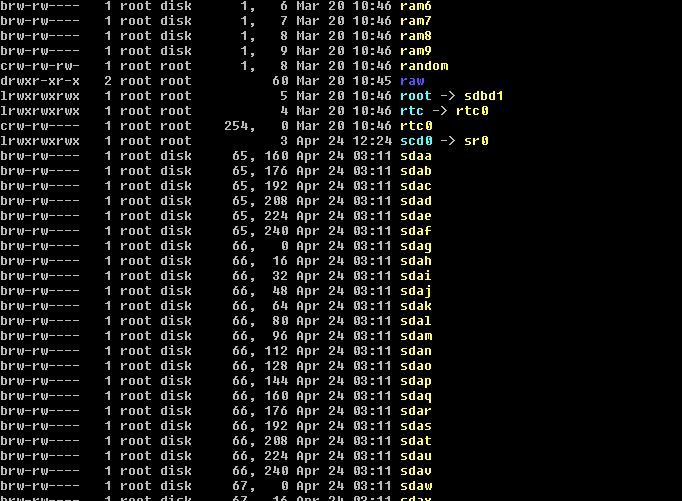 brw-rw---- 1 root disk 1, 6 Mar 20 10:46 ram6
brw-rw---- 1 root disk 1, 7 Mar 20 10:46 ram7
brw-rw---- 1 root disk 1, 8 Mar 20 10:46 ram8
brw-rw---- 1 root disk 1, 9 Mar 20 10:46 ram9
crw-rw-rw- 1 root root 1, 8 Mar 20 10:46 random
drwxr-xr-x 2 root root 60 Mar 20 10:45 raw
lrwxrwxrwx 1 root root 5 Mar 20 10:46 root -> sdbd1
lrwxrwxrwx 1 root root 4 Mar 20 10:46 rtc -> rtc0
crw-rw---- 1 root root 254, 0 Mar 20 10:46 rtc0
lrwxrwxrwx 1 root root 3 Apr 24 12:24 scd0 -> sr0
brw-rw---- 1 root disk 65, 160 Apr 24 03:11 sdaa
brw-rw---- 1 root disk 65, 176 Apr 24 03:11 sdab
brw-rw---- 1 root disk 65, 192 Apr 24 03:11 sdac
brw-rw---- 1 root disk 65, 208 Apr 24 03:11 sdad
brw-rw---- 1 root disk 65, 224 Apr 24 03:11 sdae
brw-rw---- 1 root disk 65, 240 Apr 24 03:11 sdaf
brw-rw---- 1 root disk 66, 0 Apr 24 03:11 sdag
brw-rw---- 1 root disk 66, 16 Apr 24 03:11 sdah
brw-rw---- 1 root disk 66, 32 Apr 24 03:11 sdai
brw-rw---- 1 root disk 66, 48 Apr 24 03:11 sdaj
brw-rw---- 1 root disk 66, 64 Apr 24 03:11 sdak
brw-rw---- 1 root disk 66, 80 Apr 24 03:11 sdal
brw-rw---- 1 root disk 66, 96 Apr 24 03:11 sdam
brw-rw---- 1 root disk 66, 112 Apr 24 03:11 sdan
brw-rw---- 1 root disk 66, 128 Apr 24 03:11 sdao
brw-rw---- 1 root disk 66, 144 Apr 24 03:11 sdap
brw-rw---- 1 root disk 66, 160 Apr 24 03:11 sdaq
brw-rw---- 1 root disk 66, 176 Apr 24 03:11 sdar
brw-rw---- 1 root disk 66, 192 Apr 24 03:11 sdas
brw-rw---- 1 root disk 66, 208 Apr 24 03:11 sdat
brw-rw---- 1 root disk 66, 224 Apr 24 03:11 sdau
brw-rw---- 1 root disk 66, 240 Apr 24 03:11 sdav
brw-rw---- 1 root disk 67, 0 Apr 24 03:11 sdaw
brw-rw---- 1 root disk 67, 16 Apr 24 03:11 sdax